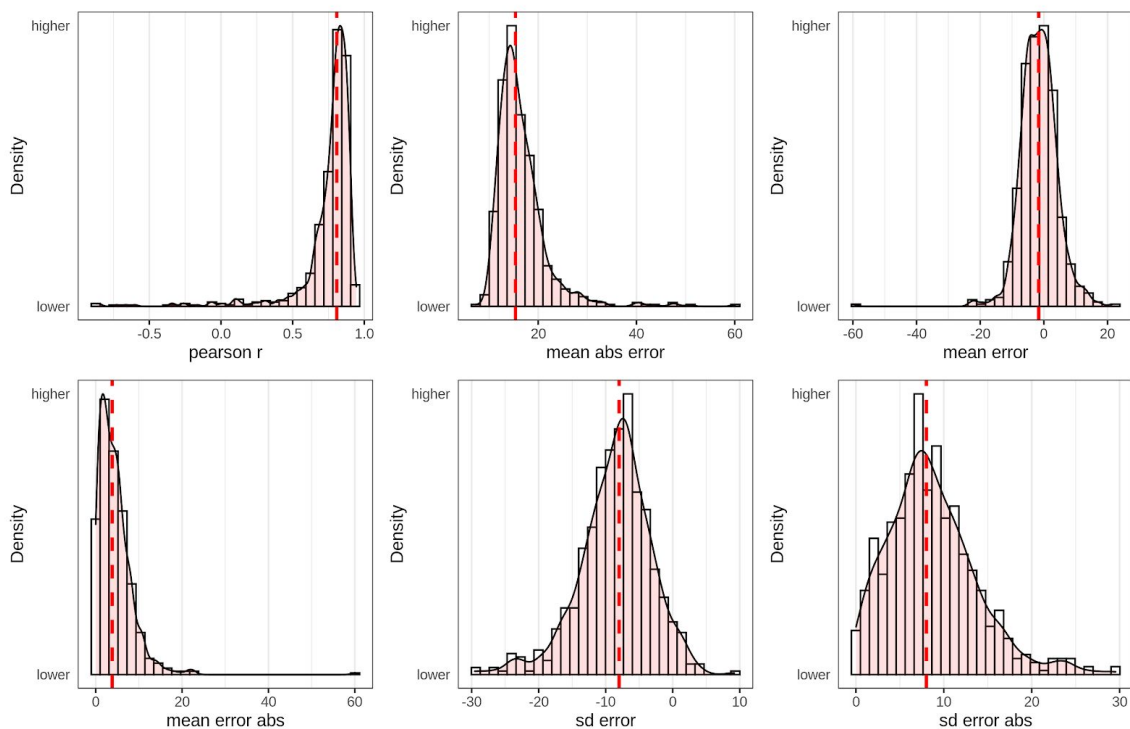 higher
Density
lower
-0.5 0.0 0.5 1.0
pearson r
higher
Density
lower
20 40 60
mean abs error
higher
Density
lower
-60 -40 -20 0 20
mean error
higher
Density
lower
0 20 40 60
mean error abs
higher
Density
lower
-30 -20 -10 0 10
sd error
higher
Density
lower
0 10 20 30
sd error abs